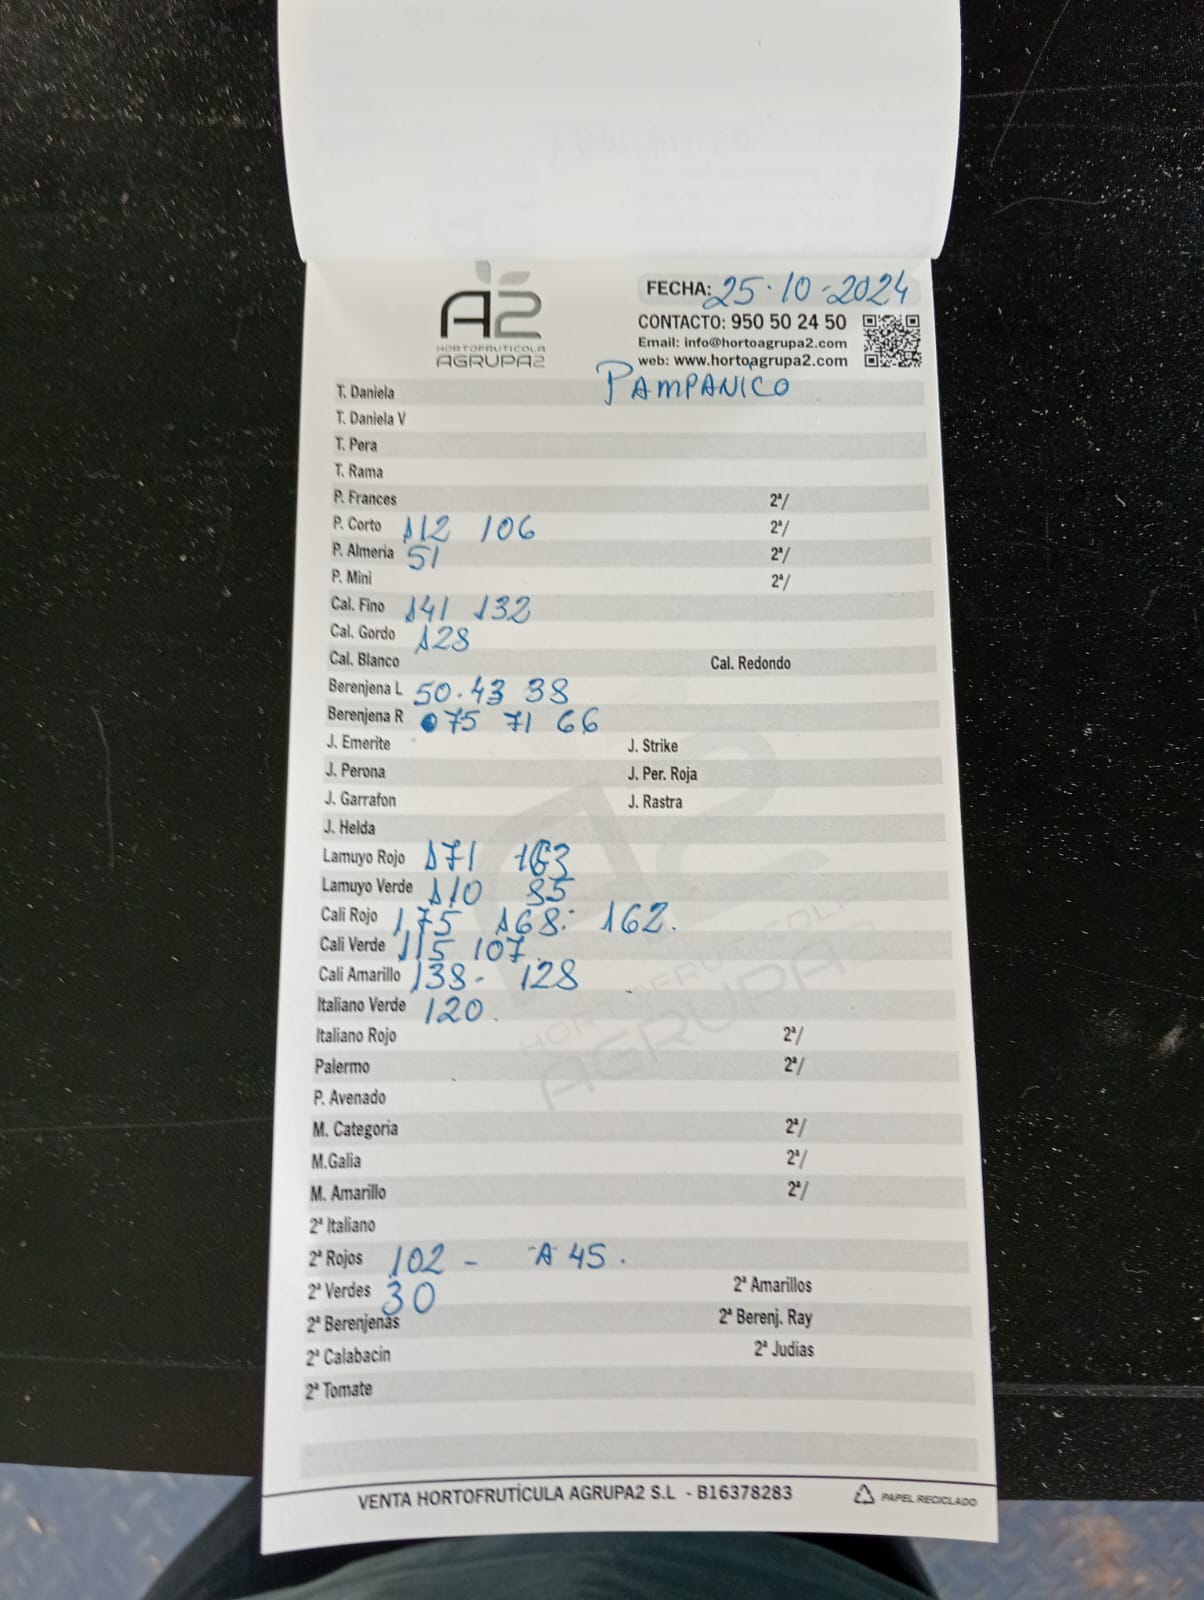 A2
HORTOFRUTICOLA
AGRUPA2
FECHA: 25-10-2024
CONTACTO: 950 50 24 50
Email: info@hortoagrupa2.com
web: www.hortoagrupa2.com
PAMPANICO
T. Daniela
T. Daniela V
T. Pera
T. Rama
P. Frances 2ª/
P. Corto 112 106 2ª/
P. Almeria 51 2ª/
P. Mini 2ª/
Cal. Fino 141 132
Cal. Gordo 128
Cal. Blanco Cal. Redondo
Berenjena L 50. 43 38
Berenjena R 75 71 66
J. Emerite J. Strike
J. Perona J. Per. Roja
J. Garrafon J. Rastra
J. Helda
Lamuyo Rojo 171 163
Lamuyo Verde 110 85
Cali Rojo 1,75 168. 162.
Cali Verde 115 107.
Cali Amarillo 138- 128
Italiano Verde 120.
Italiano Rojo 2ª/
Palermo 2ª/
P. Avenado
M. Categoria 2ª/
M.Galia 2ª/
M. Amarillo 2ª/
2ª Italiano
2ª Rojos 102 - A 45.
2ª Verdes 30 2ª Amarillos
2ª Berenjenas 2ª Berenj. Ray
2ª Calabacin 2ª Judias
2ª Tomate
HORTOFRUTICOLA
AGRUPA2
VENTA HORTOFRUTÍCULA AGRUPA2 S.L - B16378283 PAPEL RECICLADO